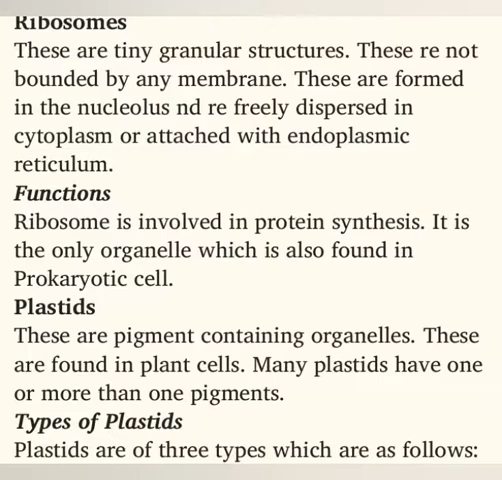 Ribosomes
These are tiny granular structures. These re not
bounded by any membrane. These are formed
in the nucleolus nd re freely dispersed in
cytoplasm or attached with endoplasmic
reticulum.
Functions
Ribosome is involved in protein synthesis. It is
the only organelle which is also found in
Prokaryotic cell.
Plastids
These are pigment containing organelles. These
are found in plant cells. Many plastids have one
or more than one pigments.
Types of Plastids
Plastids are of three types which are as follows: